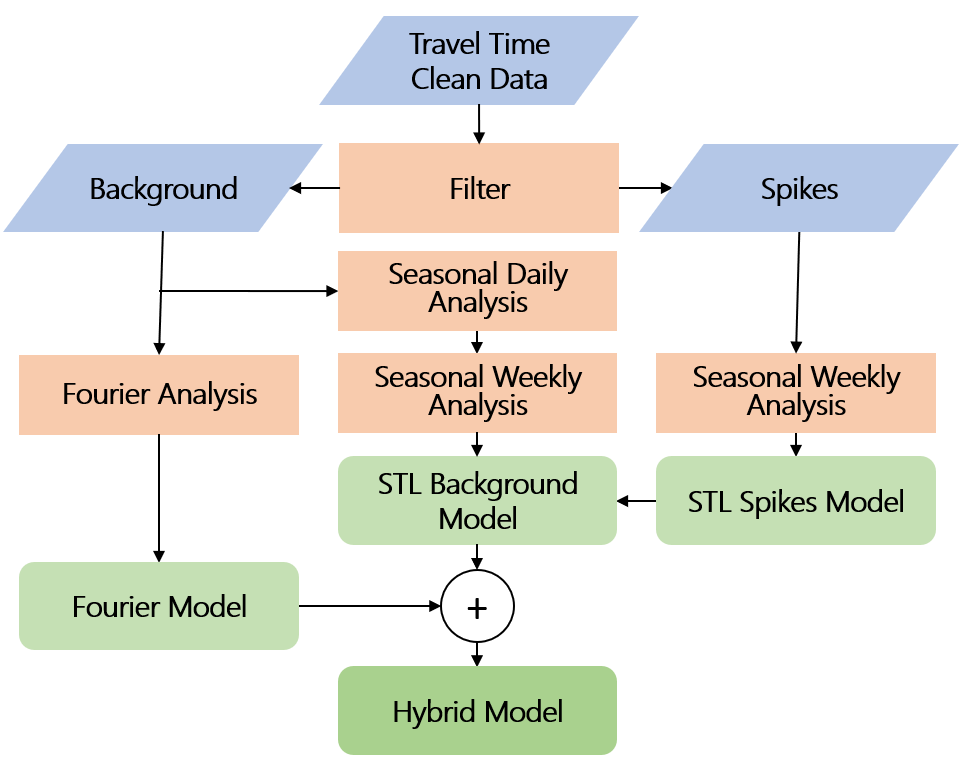 Travel Time
Clean Data
Background
Filter
Spikes
Seasonal Daily
Analysis
Fourier Analysis
Seasonal Weekly
Analysis
Seasonal Weekly
Analysis
STL Background
Model
STL Spikes Model
Fourier Model
+
Hybrid Model